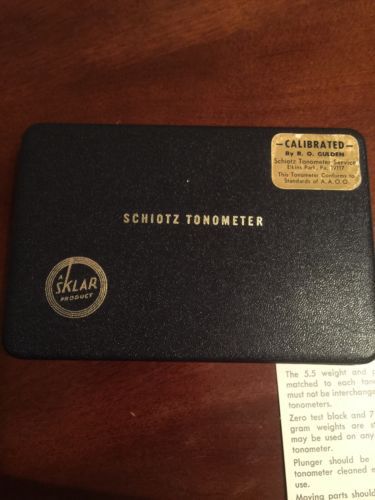 — CALIBRATED —
By R. O. GULDEN
Schiotz Tonometer Service
Elkins Park, Pa. 19117
This Tonometer Conforms to
Standards of A.A.O.O.
SCHIOTZ TONOMETER
A
SKLAR
PRODUCT
The 5.5 weight and
matched to each
must not be
tonometers.
Zero test block and 7
gram weights are
may be used on any
tonometer.
Plunger should be
tonometer cleaned
use.
Moving parts should